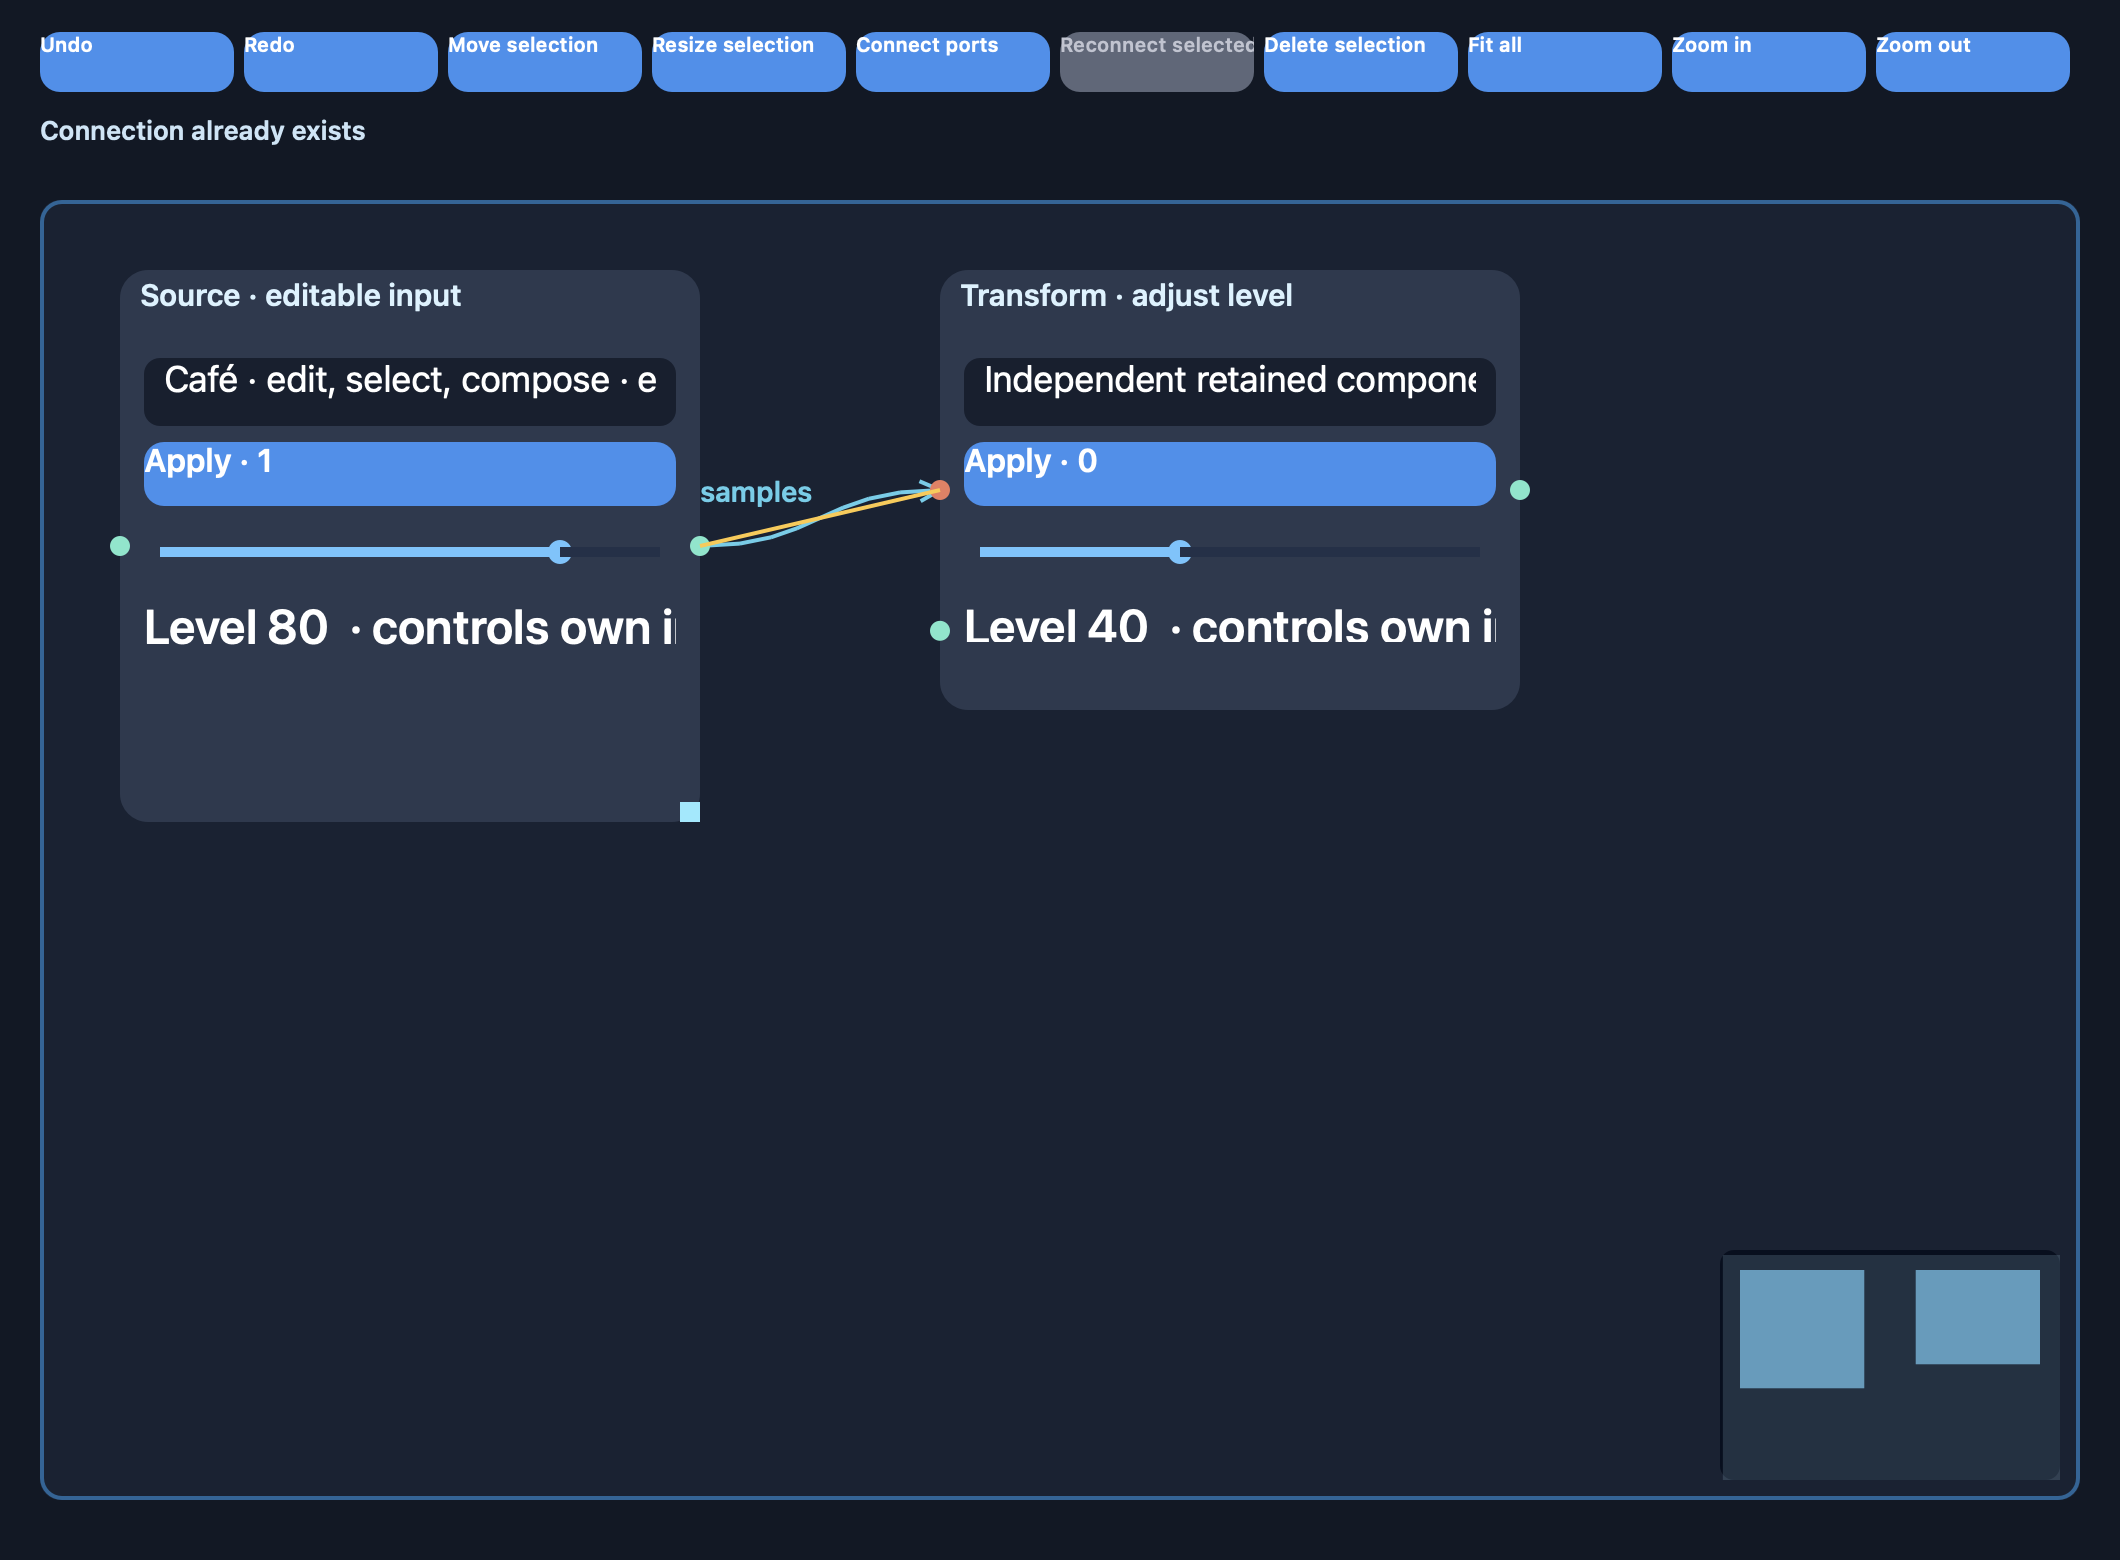 Undo
Redo
Move selection
Resize selection
Connect ports
Reconnect selected
Delete selection
Fit all
Zoom in
Zoom out
Connection already exists
Source · editable input
Café · edit, select, compose · e
Apply · 1
Level 80 · controls own
samples
Transform · adjust level
Independent retained compone
Apply · 0
Level 40 · controls own